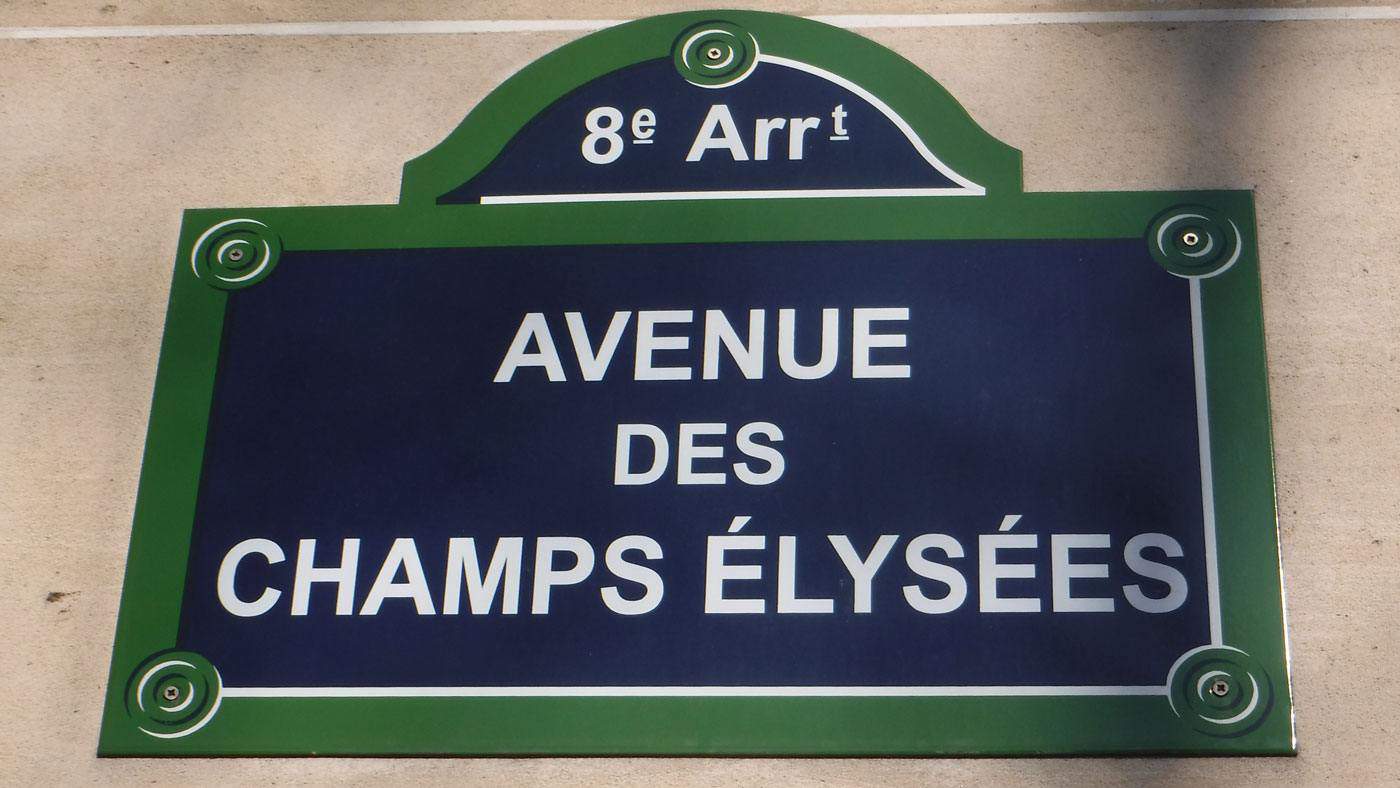 8e Arrt
AVENUE
DES
CHAMPS ÉLYSÉES